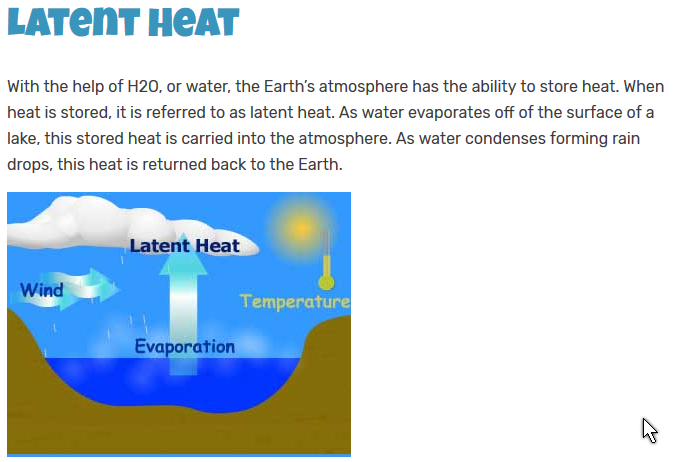 Latent Heat
With the help of H2O, or water, the Earth’s atmosphere has the ability to store heat. When
heat is stored, it is referred to as latent heat. As water evaporates off of the surface of a
lake, this stored heat is carried into the atmosphere. As water condenses forming rain
drops, this heat is returned back to the Earth.
Latent Heat
Wind
Temperature
Evaporation